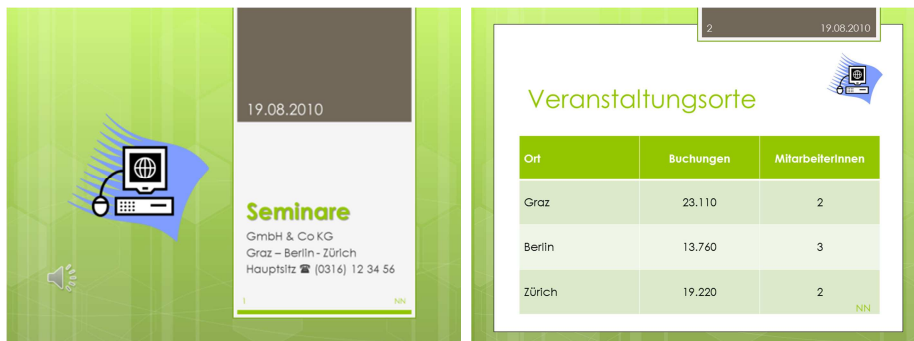 19.08.2010
Seminare
GmbH & Co KG
Graz – Berlin - Zürich
Hauptsitz ☎ (0316) 12 34 56
1 NN
2 19.08.2010
Veranstaltungsorte
Ort Buchungen MitarbeiterInnen
Graz 23.110 2
Berlin 13.760 3
Zürich 19.220 2
NN